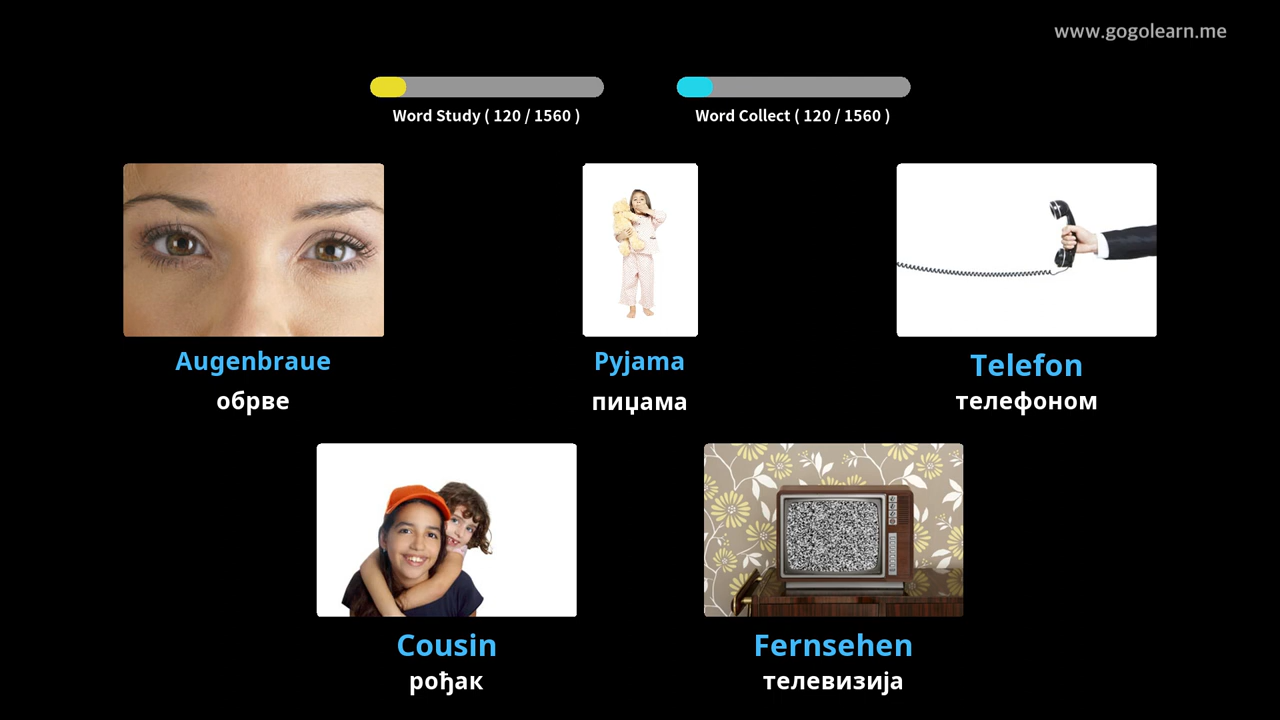 www.gogolearn.me
Word Study ( 120 / 1560 )
Word Collect ( 120 / 1560 )
Augenbraue
обрве
Pyjama
пиџама
Telefon
телефоном
Cousin
рођак
Fernsehen
телевизија